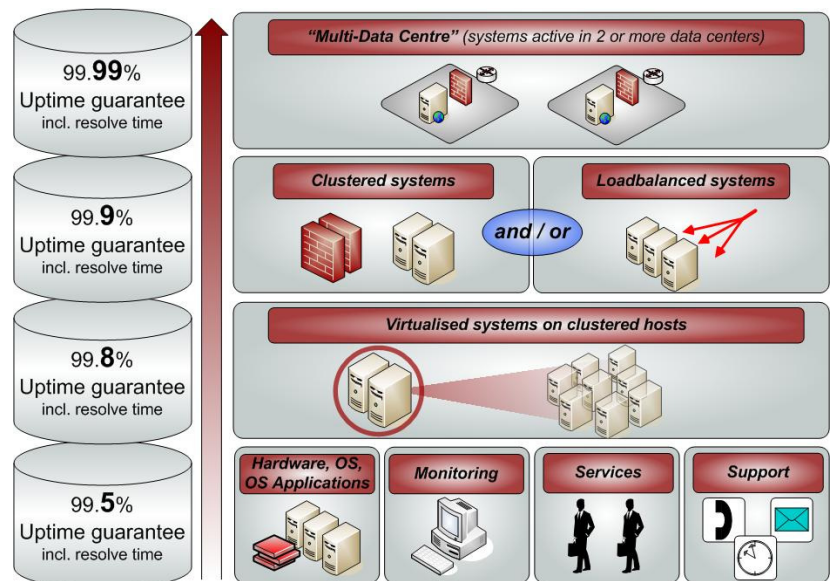 99.99%
Uptime guarantee
incl. resolve time
“Multi-Data Centre” (systems active in 2 or more data centers)
99.9%
Uptime guarantee
incl. resolve time
Clustered systems
and / or
Loadbalanced systems
99.8%
Uptime guarantee
incl. resolve time
Virtualised systems on clustered hosts
99.5%
Uptime guarantee
incl. resolve time
Hardware, OS,
OS Applications
Monitoring
Services
Support